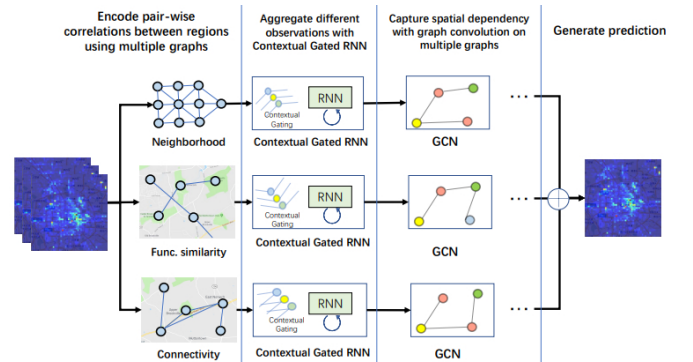 Encode pair-wise
correlations between regions
using multiple graphs
Aggregate different
observations with
Contextual Gated RNN
Capture spatial dependency
with graph convolution on
multiple graphs
Generate prediction
Neighborhood
Contextual
Gating
RNN
Contextual Gated RNN
GCN
...
Func. similarity
Contextual
Gating
RNN
Contextual Gated RNN
GCN
...
Connectivity
Contextual
Gating
RNN
Contextual Gated RNN
GCN
...